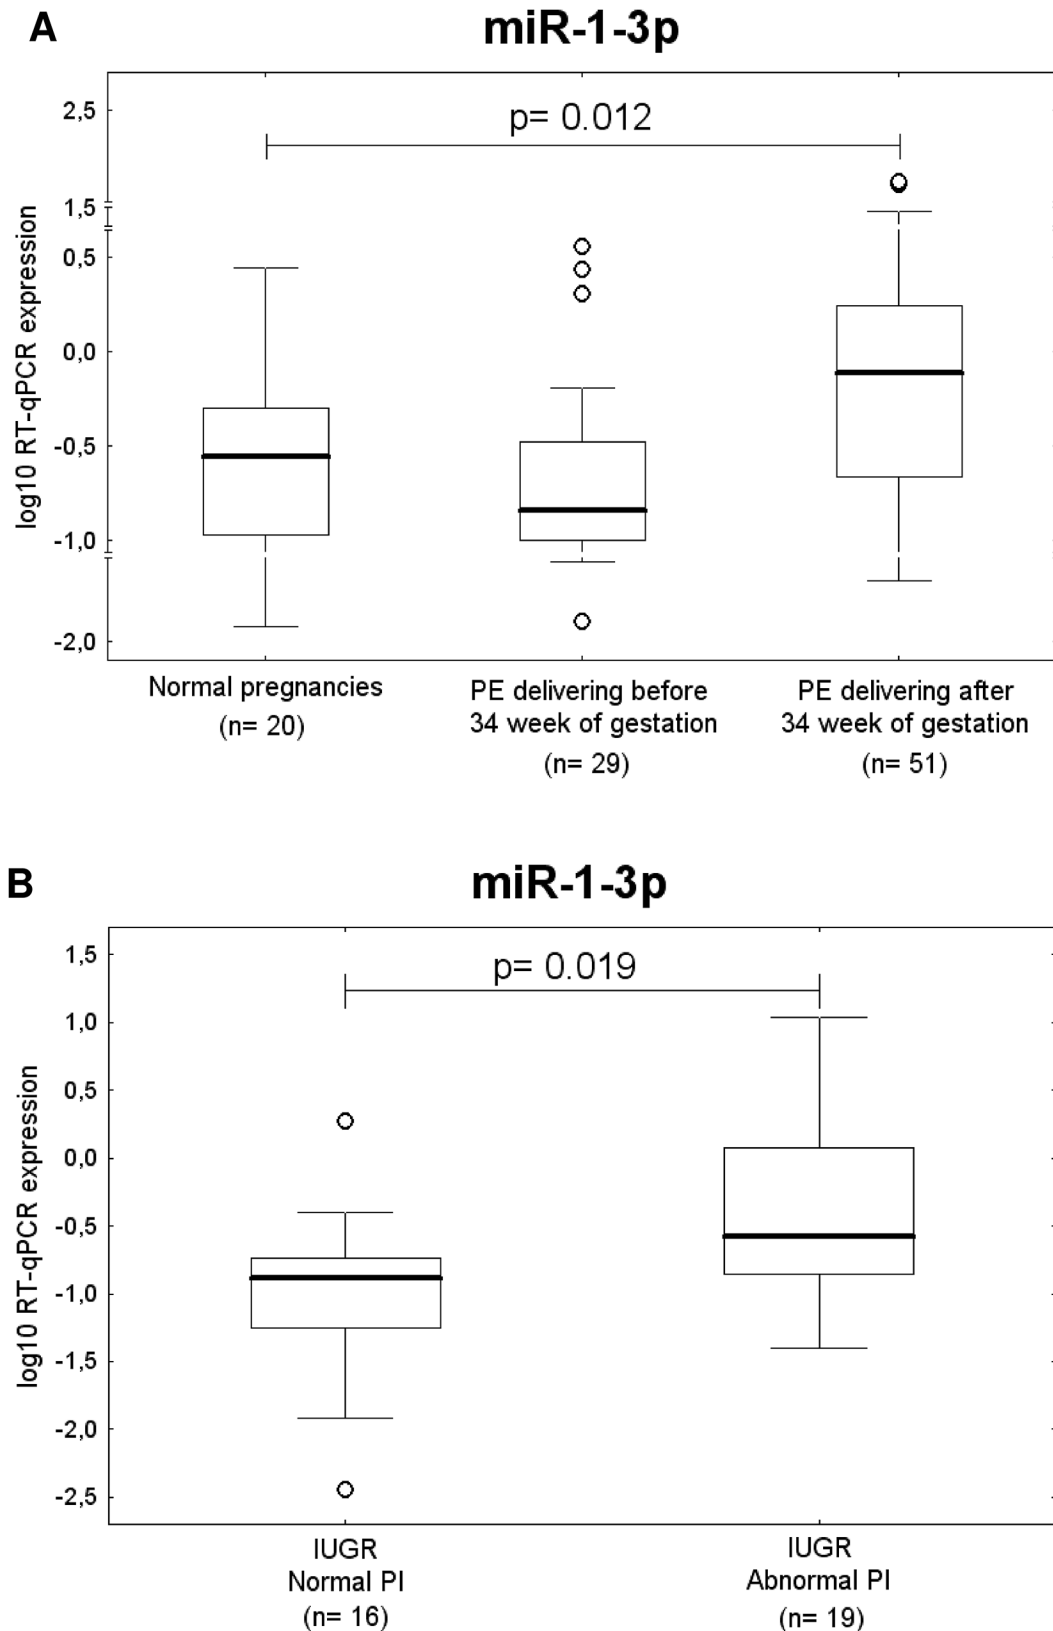 A
miR-1-3p
p= 0.012
log10 RT-qPCR expression
2,5
1,5
0,5
0,0
-0,5
-1,0
-2,0
Normal pregnancies
(n= 20)
PE delivering before
34 week of gestation
(n= 29)
PE delivering after
34 week of gestation
(n= 51)
B
miR-1-3p
p= 0.019
log10 RT-qPCR expression
1,5
1,0
0,5
0,0
-0,5
-1,0
-1,5
-2,0
-2,5
IUGR
Normal PI
(n= 16)
IUGR
Abnormal PI
(n= 19)